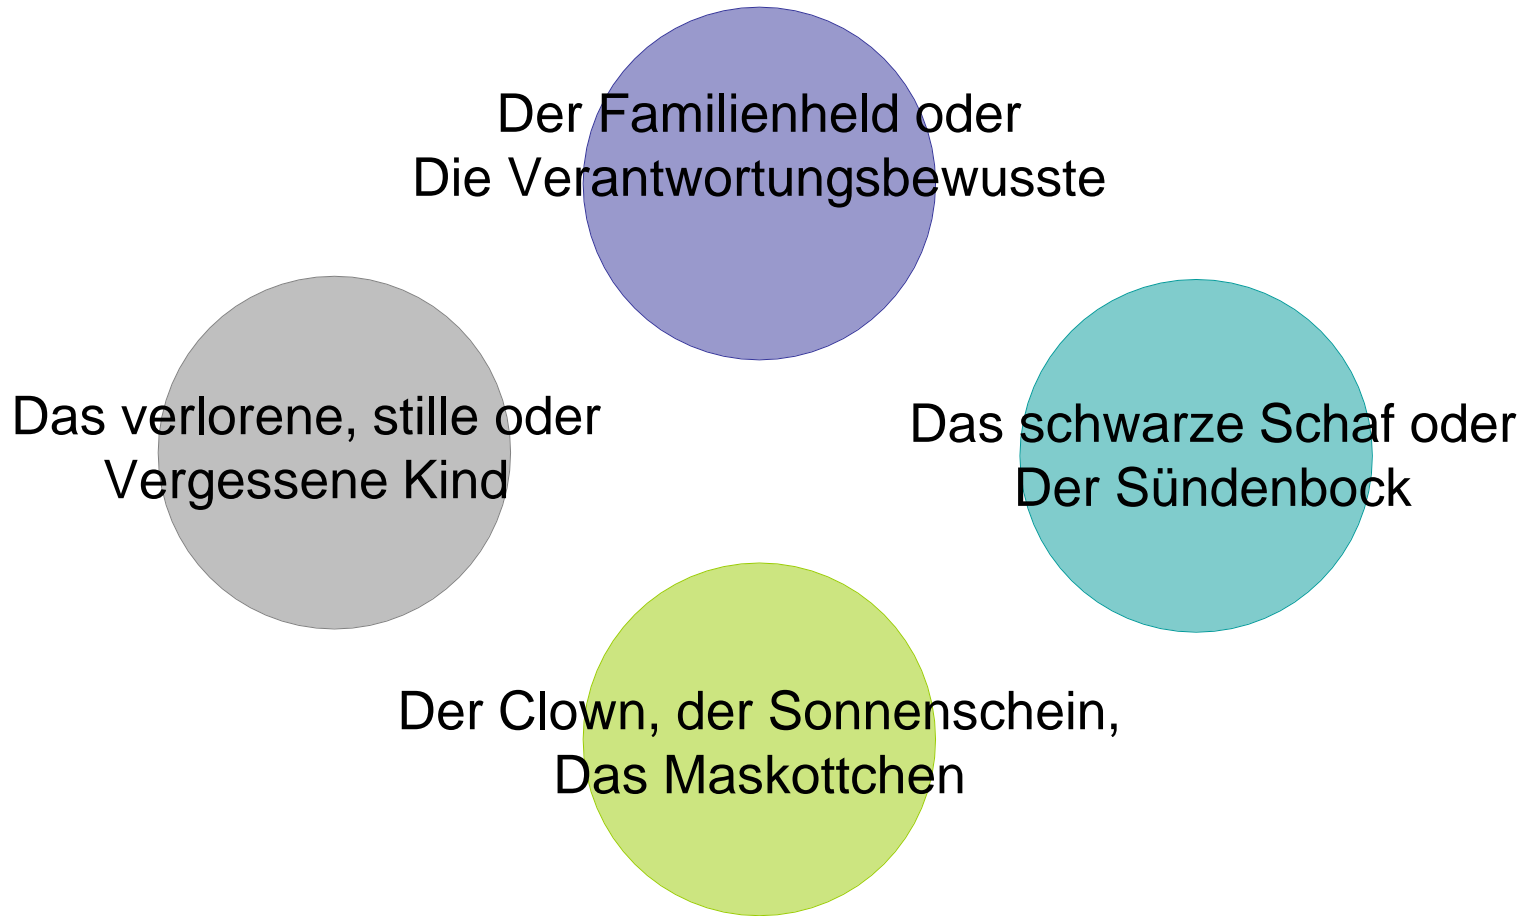 Der Familienheld oder
Die Verantwortungsbewusste
Das verlorene, stille oder
Vergessene Kind
Das schwarze Schaf oder
Der Sündenbock
Der Clown, der Sonnenschein,
Das Maskottchen